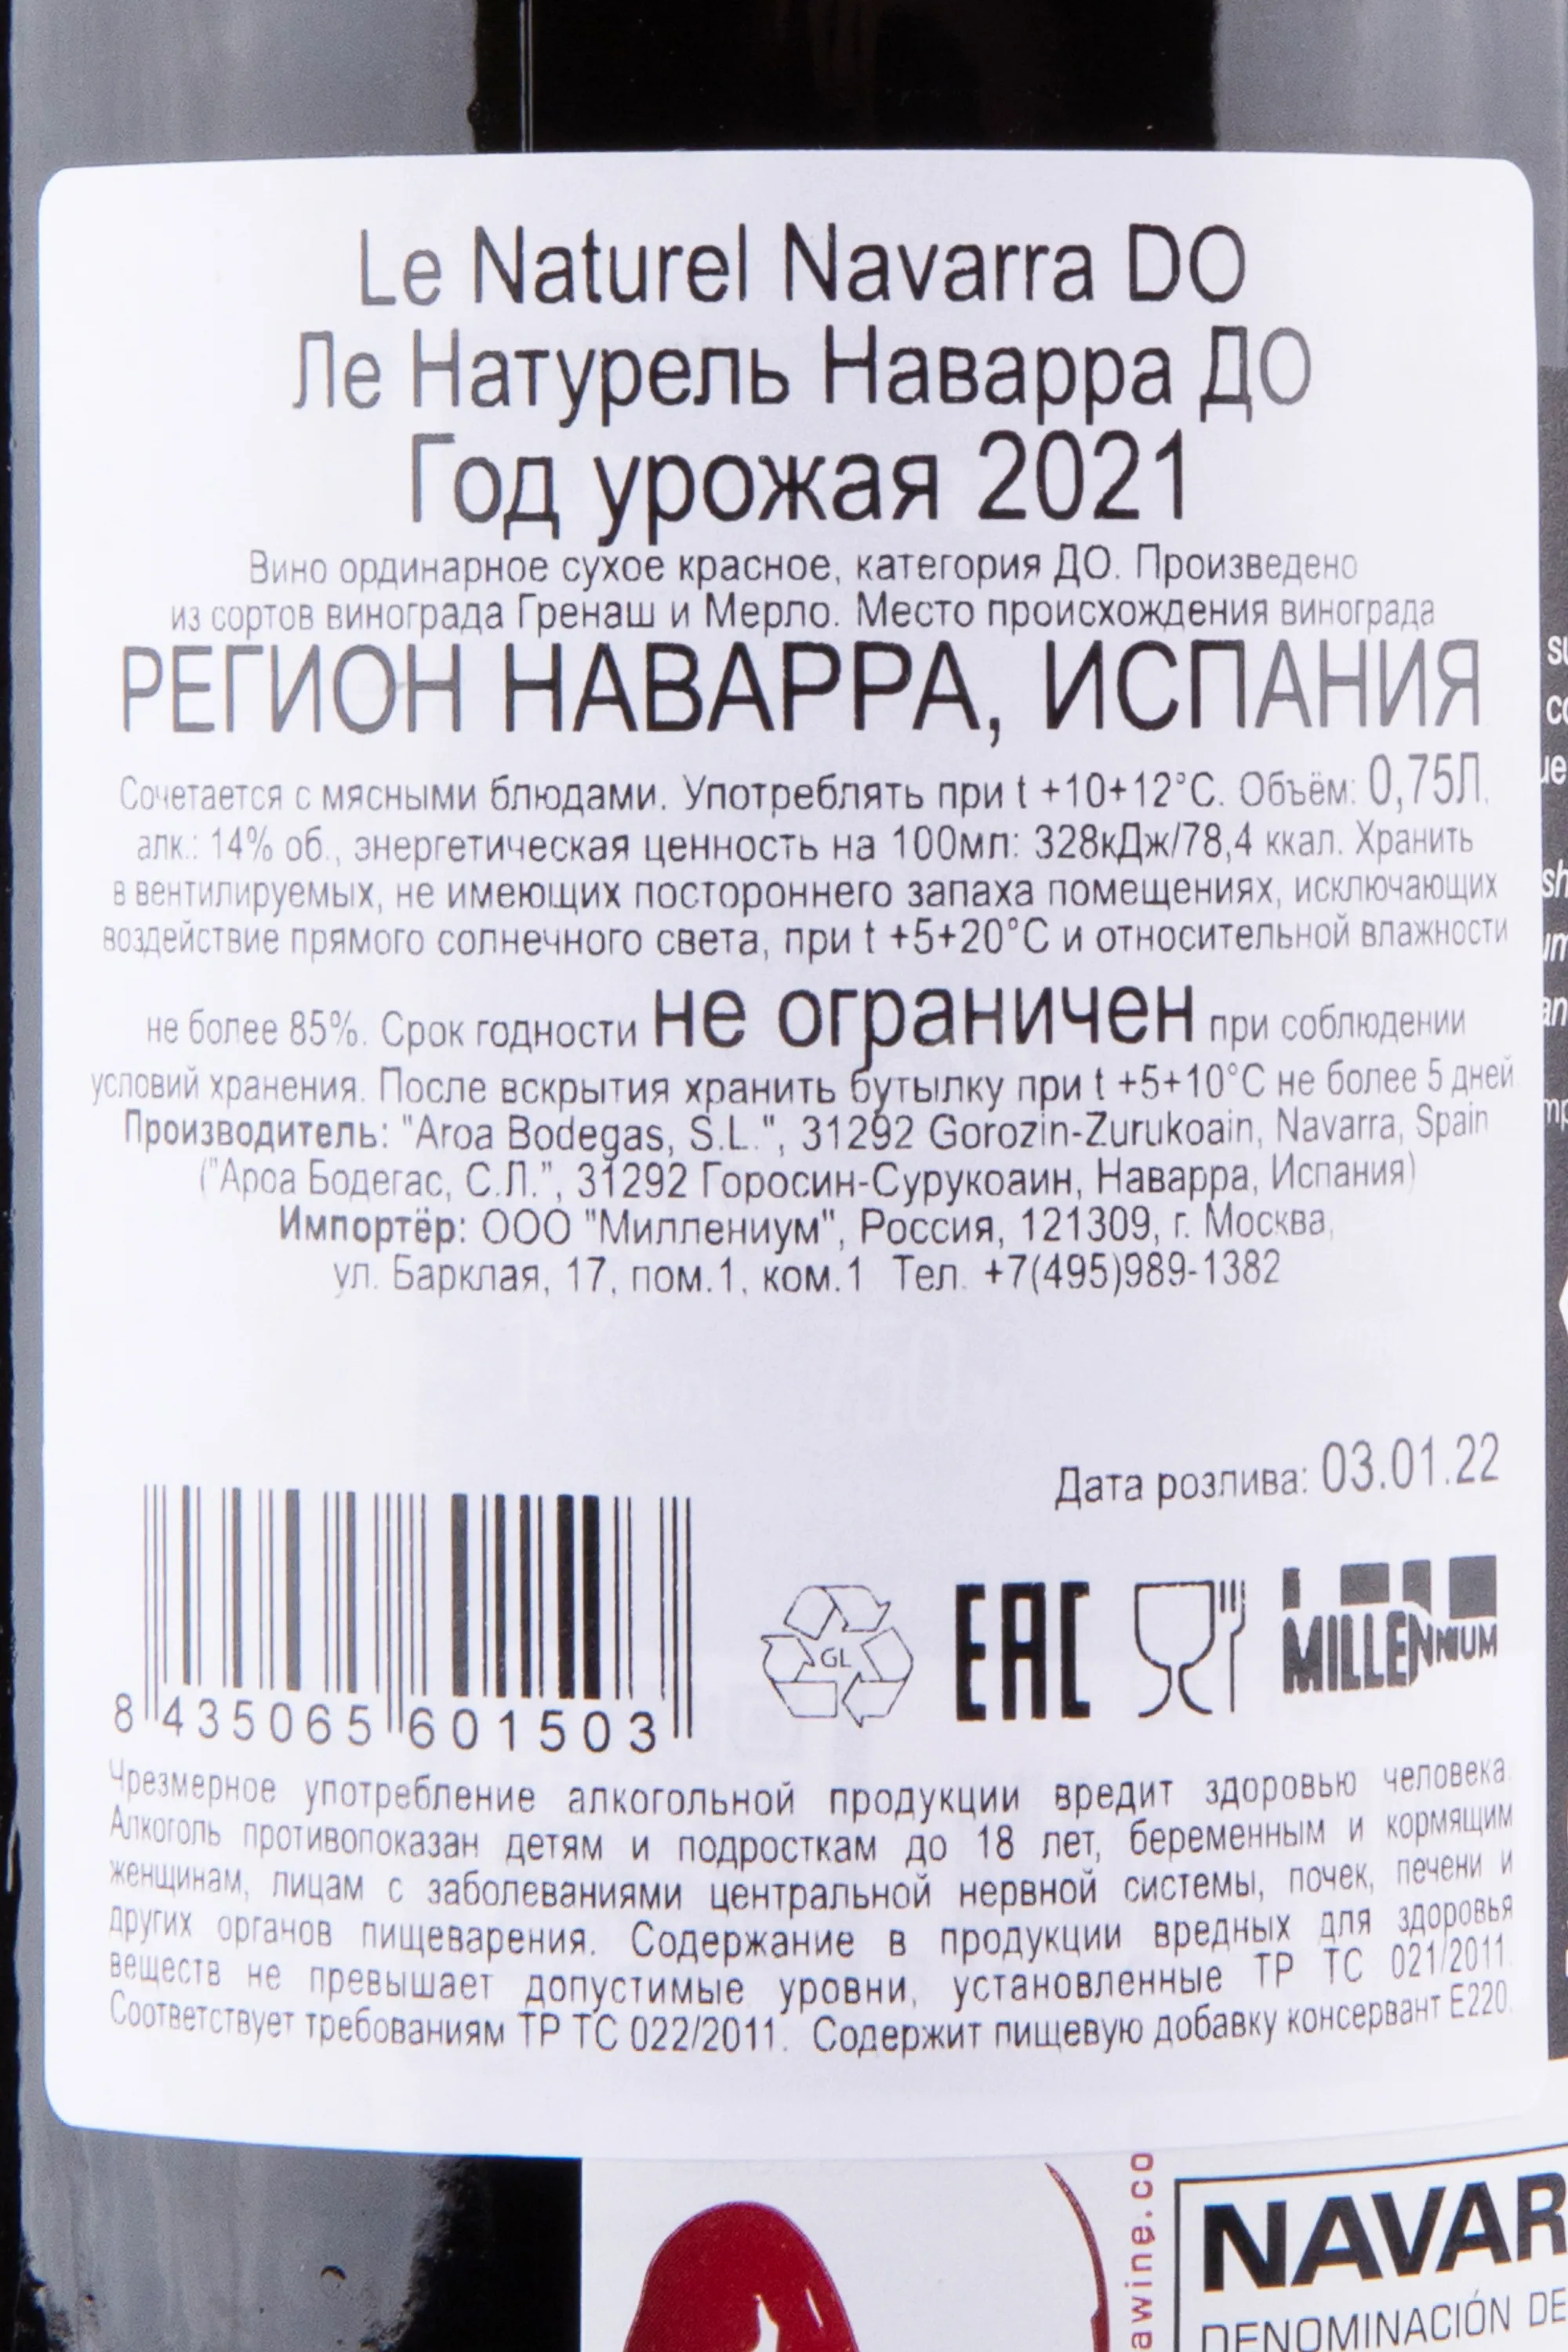 Le Naturel Navarra DO
Ле Натурель Наварра ДО
Год урожая 2021
Вино ординарное сухое красное, категория ДО. Произведено
из сортов винограда Гренаш и Мерло. Место происхождения винограда
РЕГИОН НАВАРРА, ИСПАНИЯ
Сочетается с мясными блюдами. Употреблять при t +10+12°C. Объём: 0,75Л.
алк.: 14% об., энергетическая ценность на 100мл: 328кДж/78,4 ккал. Хранить
в вентилируемых, не имеющих постороннего запаха помещениях, исключающих
воздействие прямого солнечного света, при t +5+20°C и относительной влажности
не более 85%. Срок годности не ограничен при соблюдении
условий хранения. После вскрытия хранить бутылку при t +5+10°C не более 5 дней.
Производитель: "Aroa Bodegas, S.L.", 31292 Gorozin-Zurukoain, Navarra, Spain
("Ароа Бодегас, С.Л.", 31292 Горосин-Сурукоаин, Наварра, Испания)
Импортёр: ООО "Миллениум", Россия, 121309, г. Москва,
ул. Барклая, 17, пом.1, ком.1 Тел. +7(495)989-1382
Дата розлива: 03.01.22
8 435065 601503
GL
EAC
MILLENNIUM
Чрезмерное употребление алкогольной продукции вредит здоровью человека.
Алкоголь противопоказан детям и подросткам до 18 лет, беременным и кормящим
женщинам, лицам с заболеваниями центральной нервной системы, почек, печени и
других органов пищеварения. Содержание в продукции вредных для здоровья
веществ не превышает допустимые уровни, установленные ТР ТС 021/2011.
Соответствует требованиям ТР ТС 022/2011. Содержит пищевую добавку консервант E220.
awine.co
NAVAR
DENOMINACIÓN DE